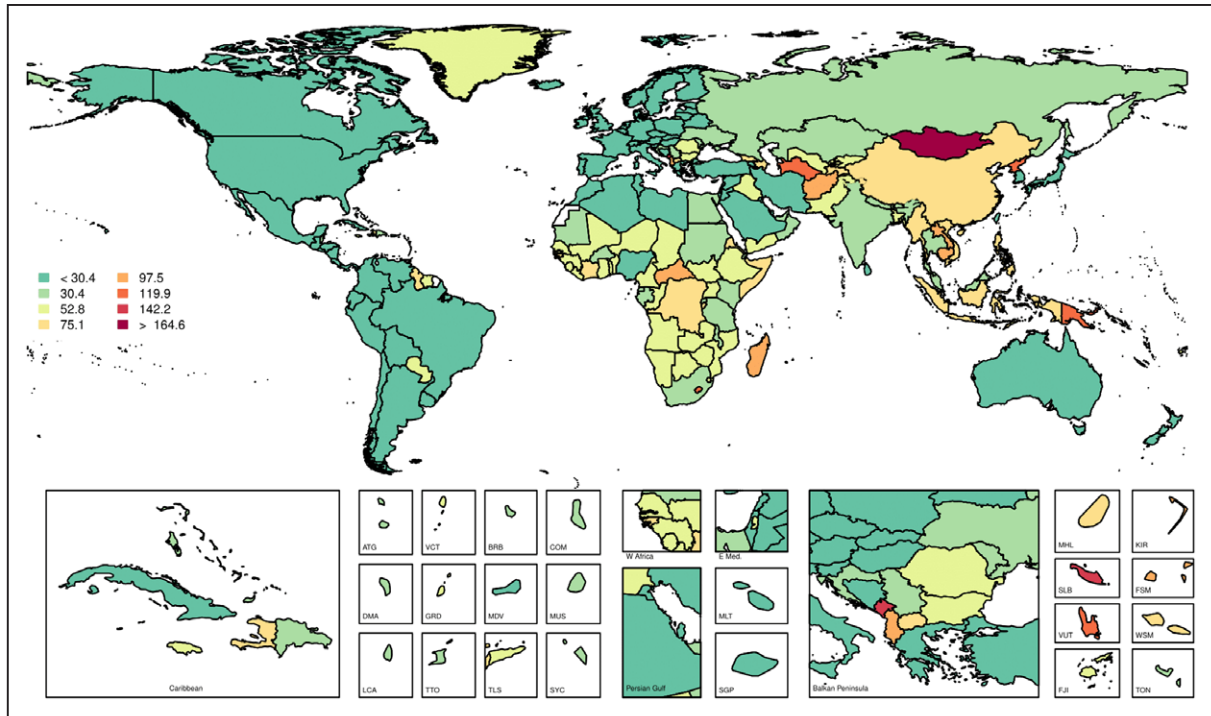 < 30.4
30.4
52.8
75.1
97.5
119.9
142.2
> 164.6
Caribbean
ATG
VCT
BRB
COM
DMA
GRD
MDV
MUS
LCA
TTO
TLS
SYC
W Africa
E Med.
Persian Gulf
MLT
SGP
Balkan Peninsula
MHL
KIR
SLB
FSM
VUT
WSM
FJI
TON